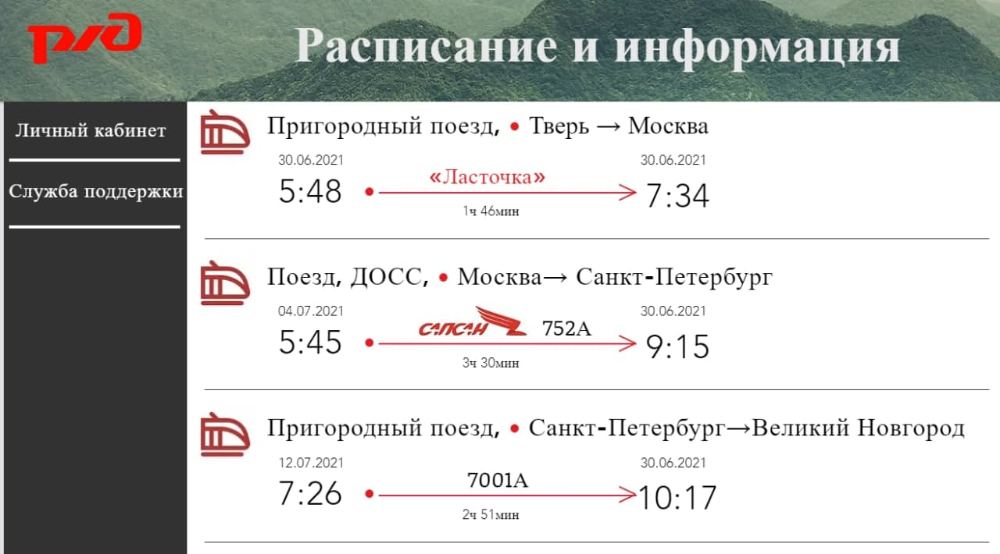 ржд
Расписание и информация
Личный кабинет
Служба поддержки
Пригородный поезд, • Тверь → Москва
30.06.2021 30.06.2021
5:48 «Ласточка» 7:34
1ч 46мин
Поезд, ДОСС, • Москва→ Санкт-Петербург
04.07.2021 30.06.2021
5:45 САПСАН 752А 9:15
3ч 30мин
Пригородный поезд, • Санкт-Петербург→Великий Новгород
12.07.2021 30.06.2021
7:26 7001А 10:17
2ч 51мин